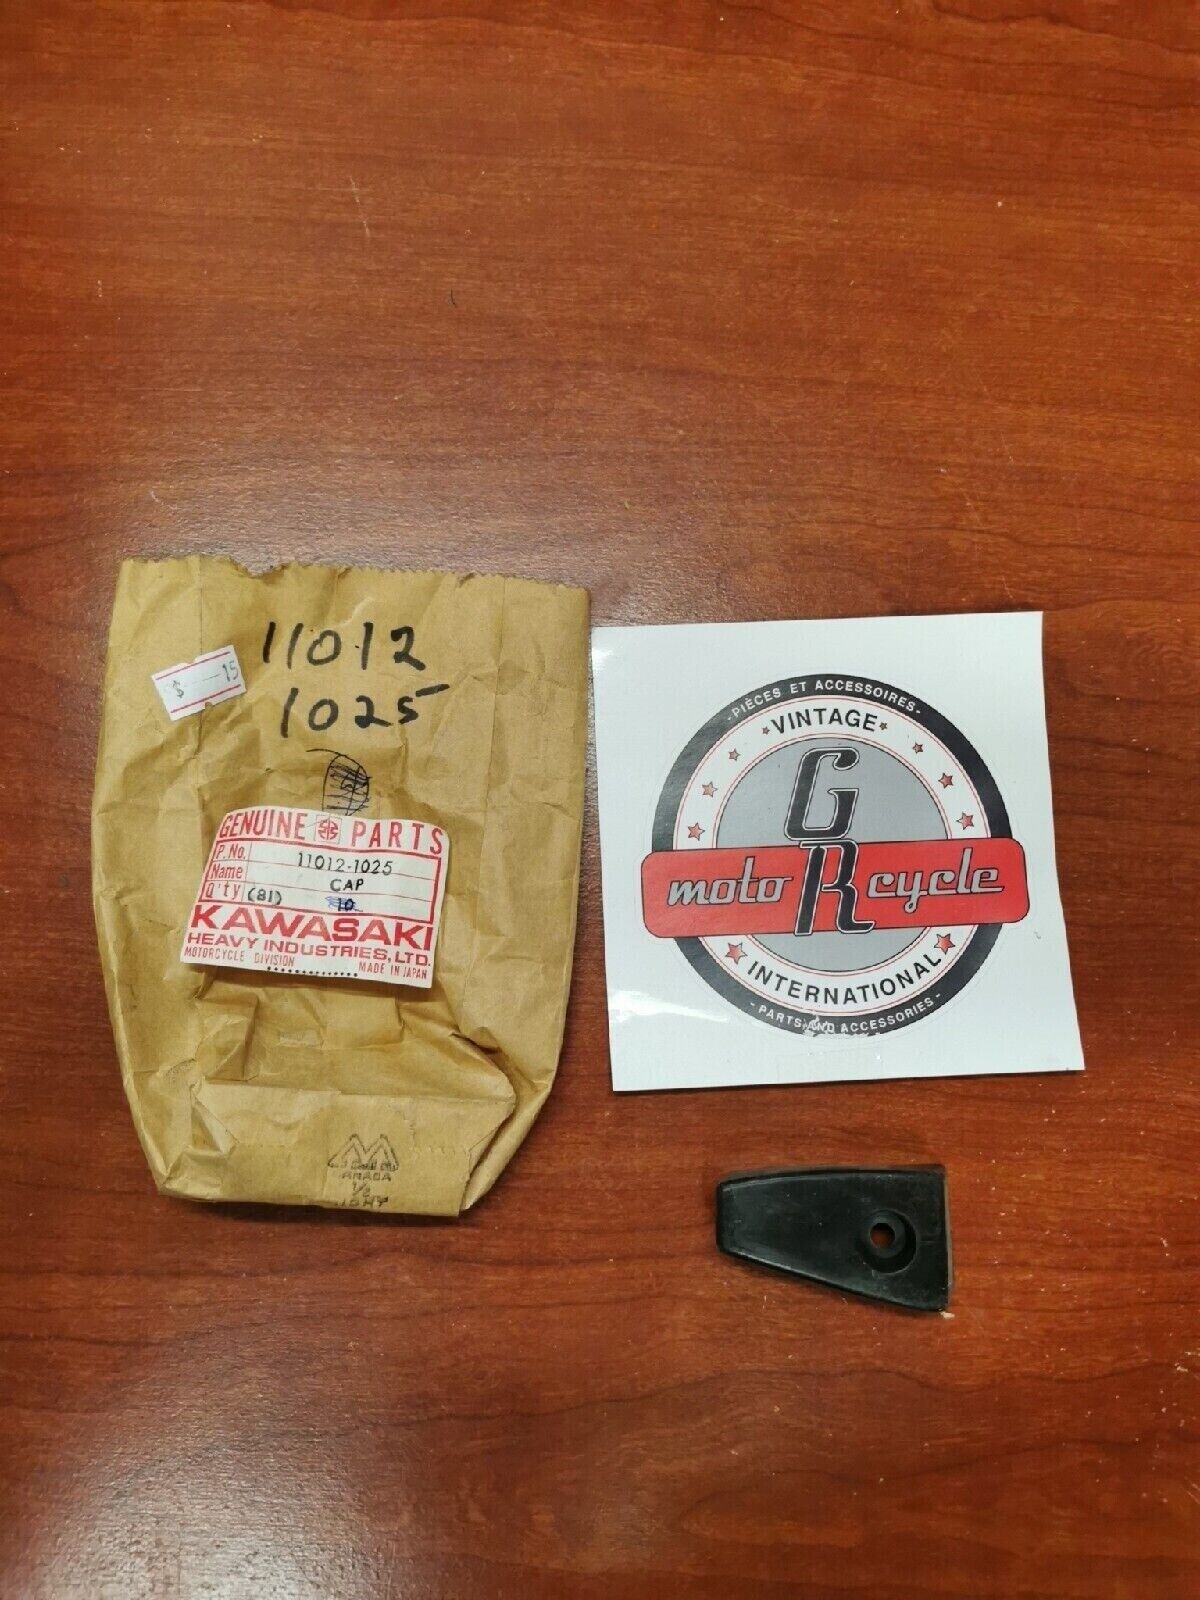 11012
1025
$ 15
GENUINE PARTS
P. No. 11012-1025
Name CAP
Q'ty (81) 10
KAWASAKI
HEAVY INDUSTRIES, LTD.
MOTORCYCLE DIVISION MADE IN JAPAN
- PIÈCES ET ACCESSOIRES -
VINTAGE
GR
moto cycle
INTERNATIONAL
- PARTS AND ACCESSORIES -